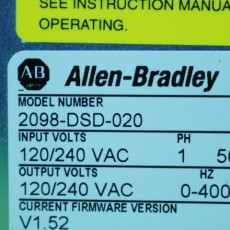 SEE INSTRUCTION MANUA
OPERATING.
AB Allen-Bradley
MODEL NUMBER
2098-DSD-020
INPUT VOLTS PH
120/240 VAC 1 50
OUTPUT VOLTS HZ
120/240 VAC 0-400
CURRENT FIRMWARE VERSION
V1.52